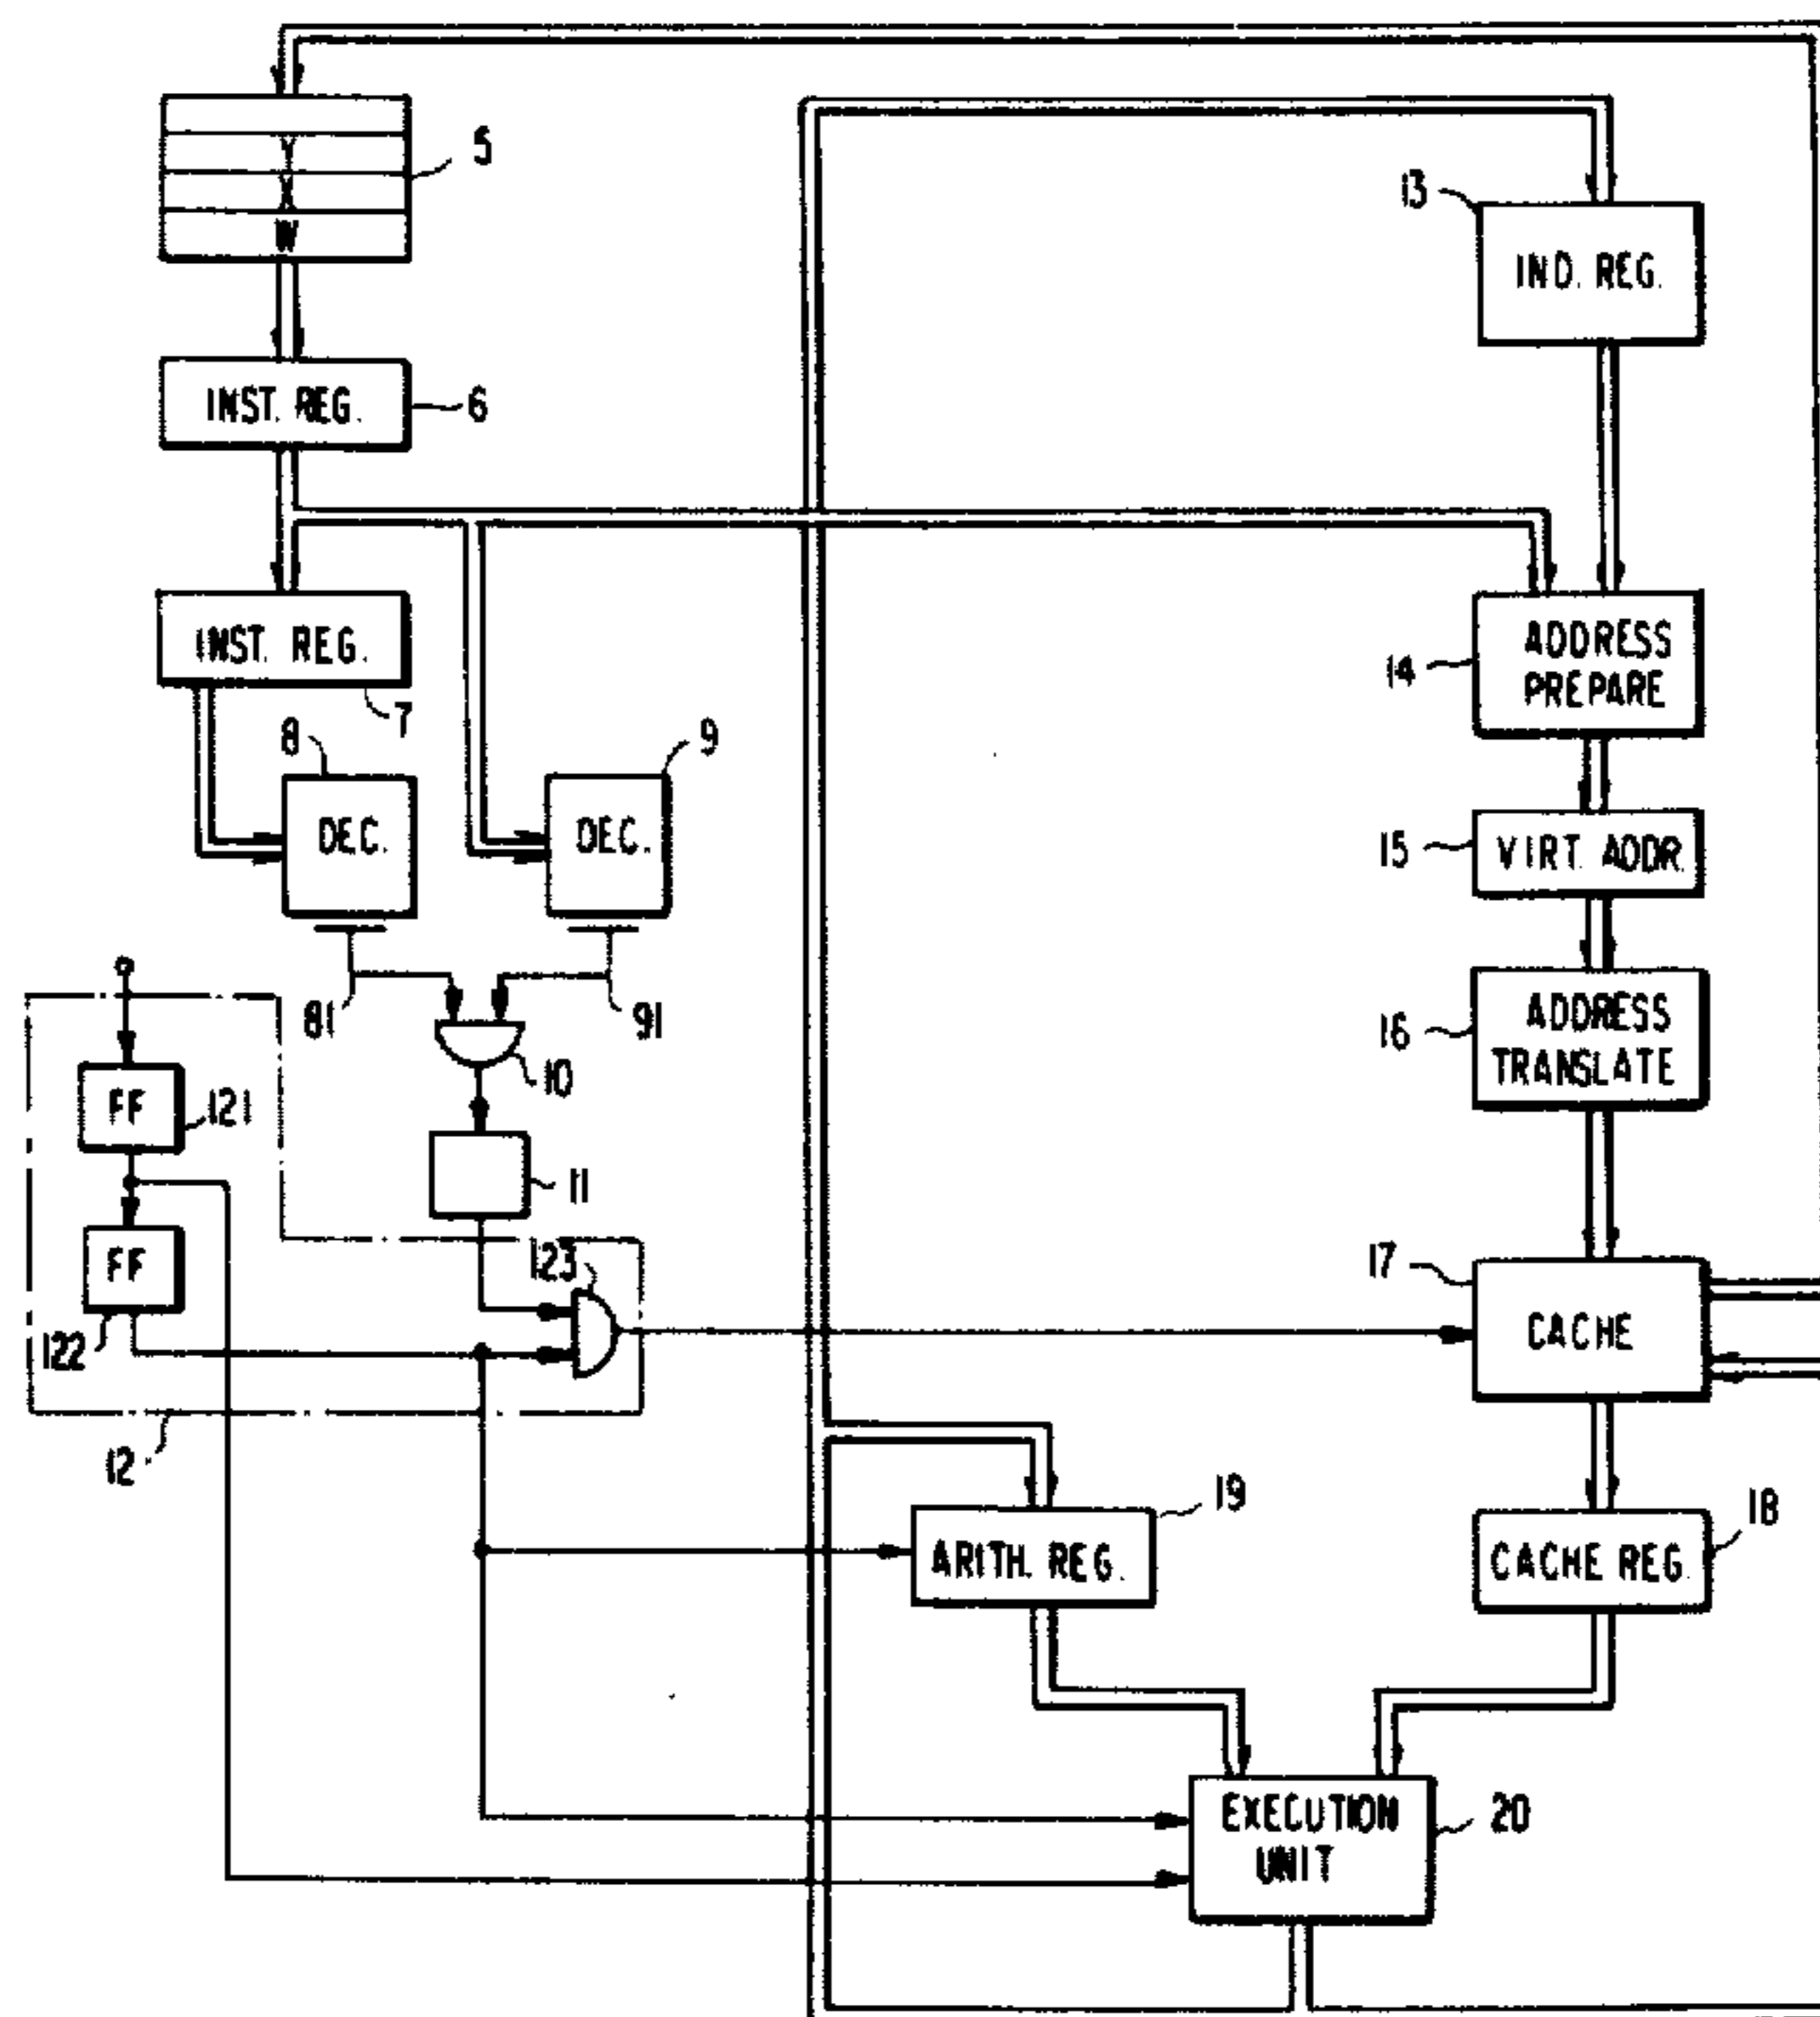 5
Y
X
W
13
IND. REG.
INST. REG.
6
INST. REG.
7
ADDRESS
PREPARE
14
8
9
DEC.
DEC.
15
VIRT. ADDR.
81
91
16
ADDRESS
TRANSLATE
10
FF
121
11
FF
122
123
17
CACHE
12
19
ARITH. REG.
18
CACHE REG.
EXECUTION
UNIT
20